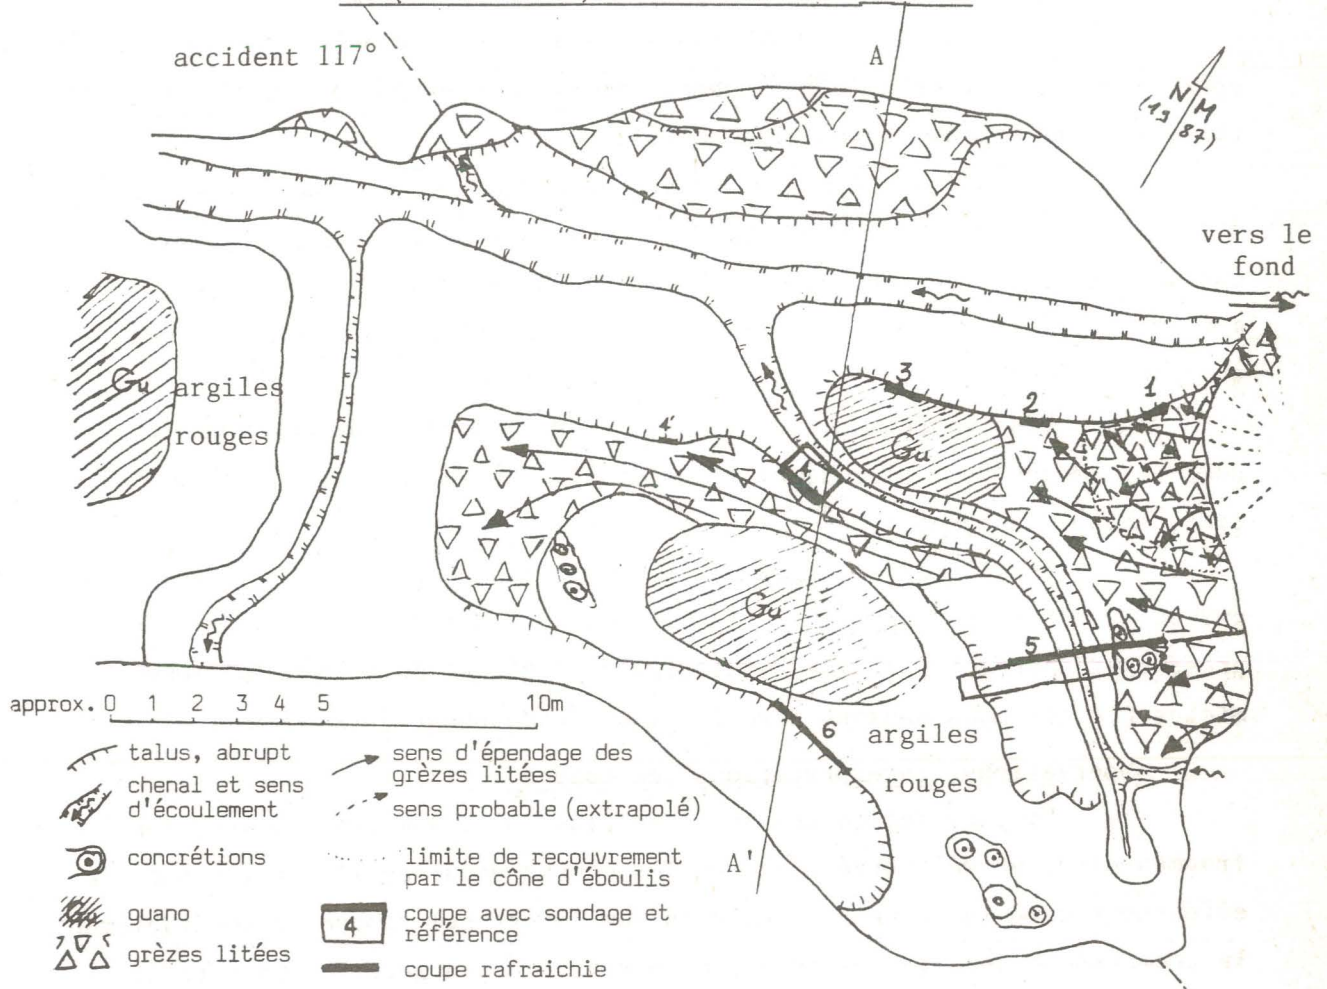 accident 117°
A
N M
(19 87)
vers le
fond
3
2
1
Gu
argiles
rouges
Gu
4'
4
Gu
5
6
argiles
rouges
A'
approx. 0 1 2 3 4 5 10m
talus, abrupt
chenal et sens
d'écoulement
concrétions
Gu guano
grèzes litées
sens d'épendage des
grèzes litées
sens probable (extrapolé)
limite de recouvrement
par le cône d'éboulis
4 coupe avec sondage et
référence
coupe rafraichie